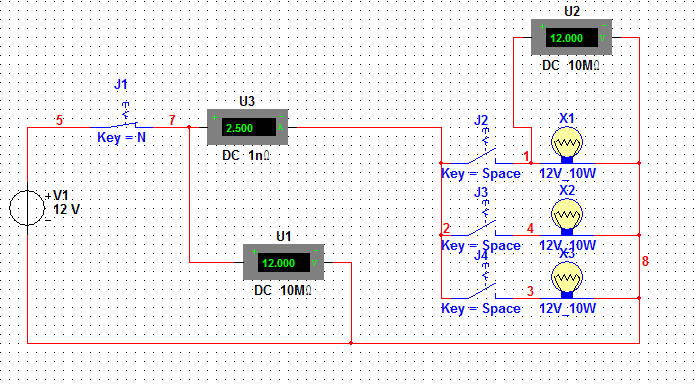 U2
+ −
12.000 V
DC 10MΩ
J1
5
7
Key = N
U3
+ −
2.500 A
DC 1nΩ
J2
X1
1
Key = Space
12V_10W
J3
X2
2
4
Key = Space
12V_10W
J4
X3
3
Key = Space
12V_10W
8
+
V1
12 V
−
U1
+ −
12.000 V
DC 10MΩ